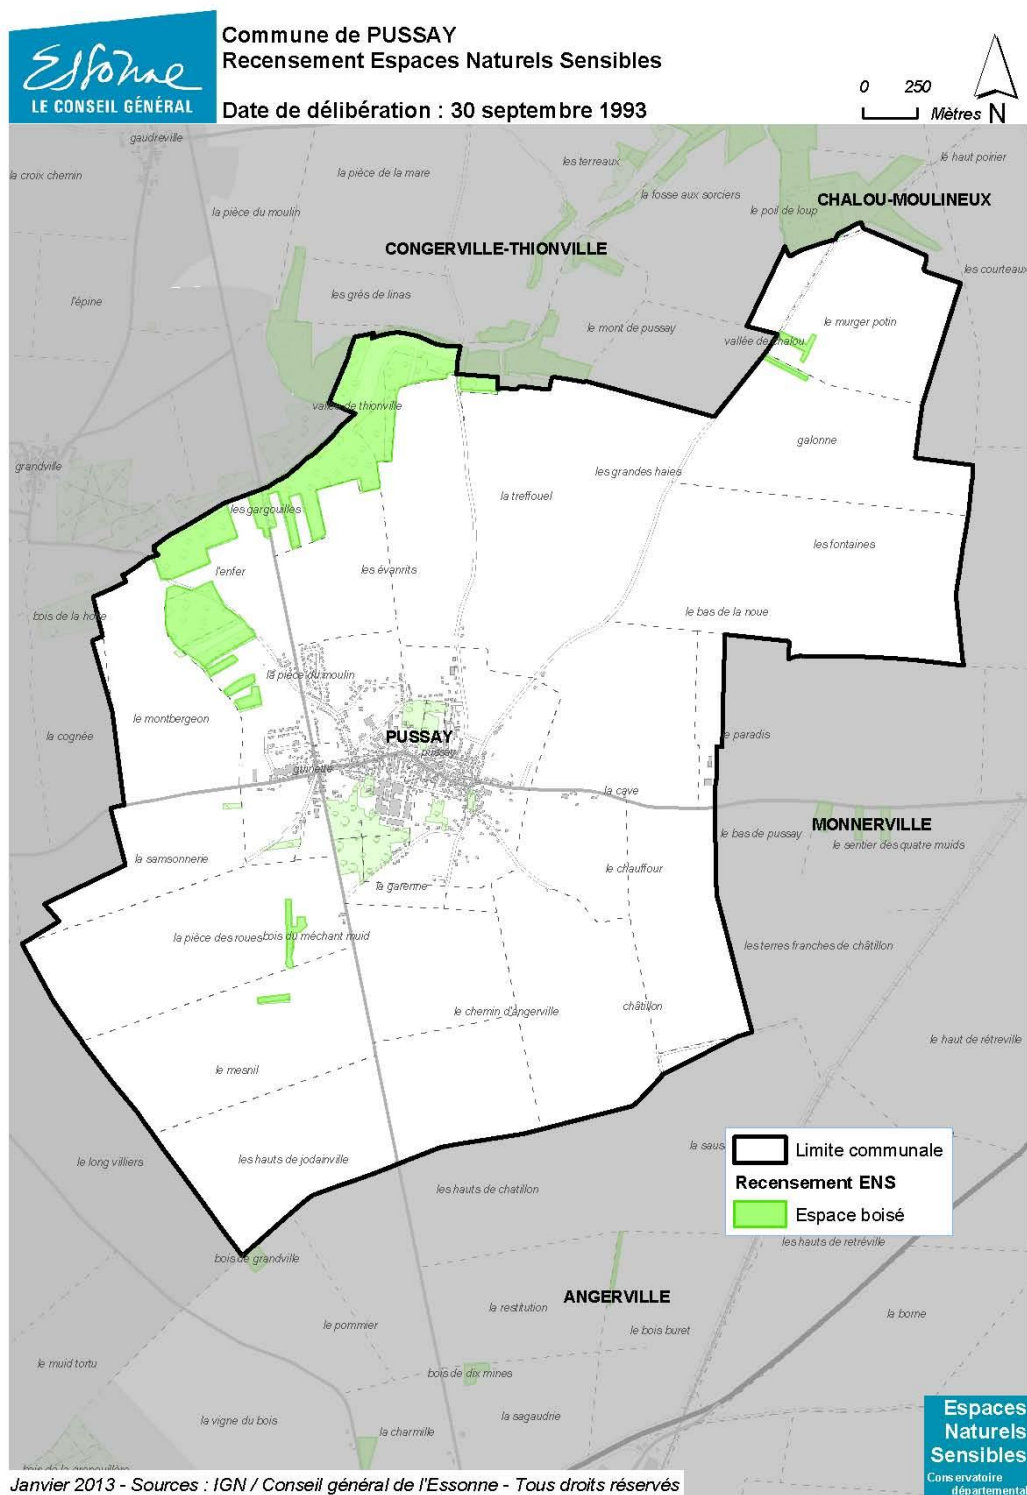 Essonne
LE CONSEIL GÉNÉRAL
Commune de PUSSAY
Recensement Espaces Naturels Sensibles
Date de délibération : 30 septembre 1993
0 250
Mètres N
gaudreville
la croix chemin
la pièce de la mare
les terreaux
le haut poirier
la fosse aux sorciers
la pièce du moulin
le poil de loup
CHALOU-MOULINEUX
CONGERVILLE-THIONVILLE
les courteaux
l'épine
les grès de linas
le mont de pussay
le murger potin
vallée de chalou
vallée de thionville
galonne
grandville
les grandes haies
la treffouel
les gargouilles
les fontaines
l'enfer
les évanrits
bois de la
le bas de la noue
la pièce du moulin
le montbergeon
la cognée
PUSSAY
le paradis
pussay
guinette
la cave
MONNERVILLE
le bas de pussay
le sentier des quatre muids
la samsonnerie
le chauffour
la garenne
la pièce des roues
bois du méchant muid
les terres franches de châtillon
le chemin d'angerville
châtillon
le haut de rétreville
le mesnil
la saus
Limite communale
le long villiers
les hauts de jodainville
Recensement ENS
les hauts de chatillon
Espace boisé
les hauts de retréville
bois de grandville
ANGERVILLE
la restitution
la borne
le pommier
le bois buret
le muid tortu
bois de dix mines
la vigne du bois
la sagaudrie
la charmille
bois de la grenouillère
Espaces
Naturels
Sensibles
Conservatoire
départemental
Janvier 2013 - Sources : IGN / Conseil général de l'Essonne - Tous droits réservés